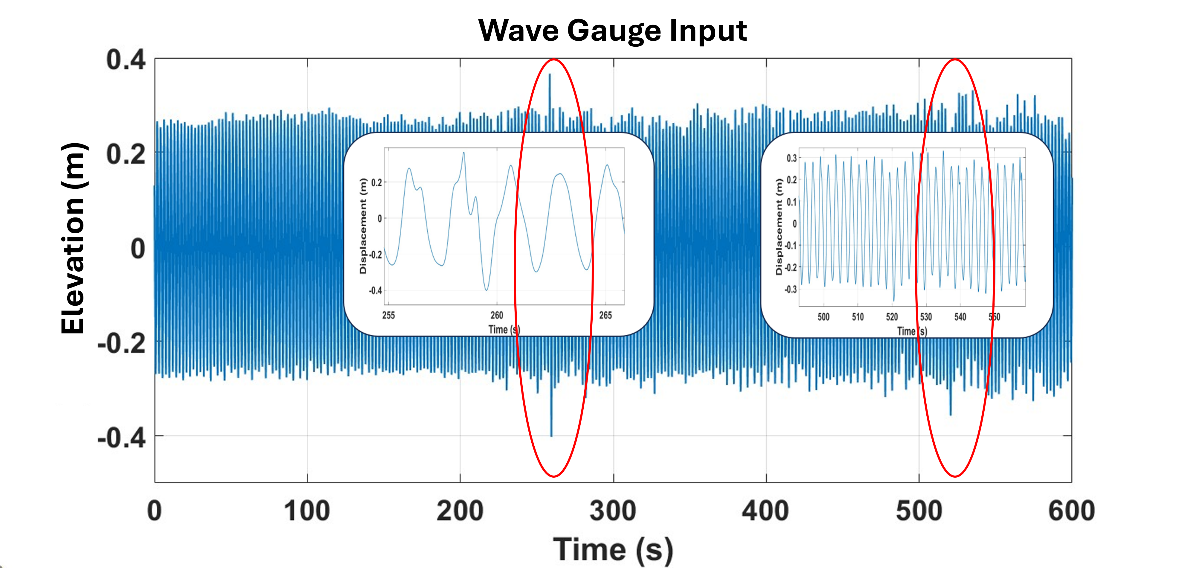 Wave Gauge Input
Elevation (m)
0.4
0.2
0
-0.2
-0.4
0 100 200 300 400 500 600
Time (s)
Displacement (m)
0.2
0
-0.2
-0.4
255 260 265
Time (s)
Displacement (m)
0.3
0.2
0.1
0
-0.1
-0.2
-0.3
500 510 520 530 540 550
Time (s)